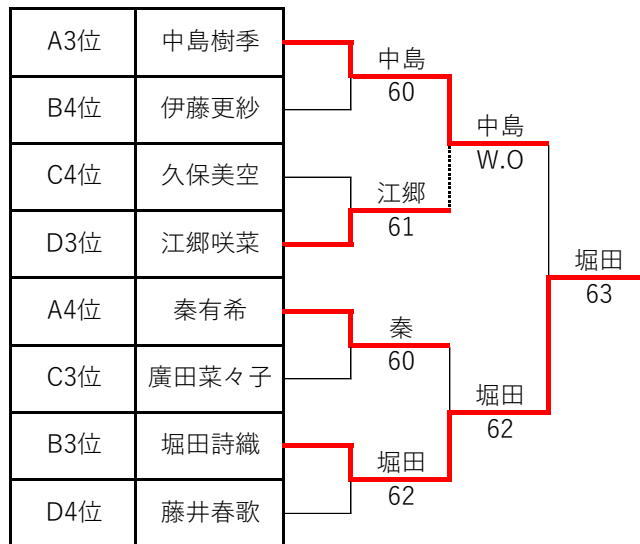 A3位 中島樹季
B4位 伊藤更紗
C4位 久保美空
D3位 江郷咲菜
A4位 秦有希
C3位 廣田菜々子
B3位 堀田詩織
D4位 藤井春歌
中島
60
江郷
61
秦
60
堀田
62
中島
W.O
堀田
62
堀田
63